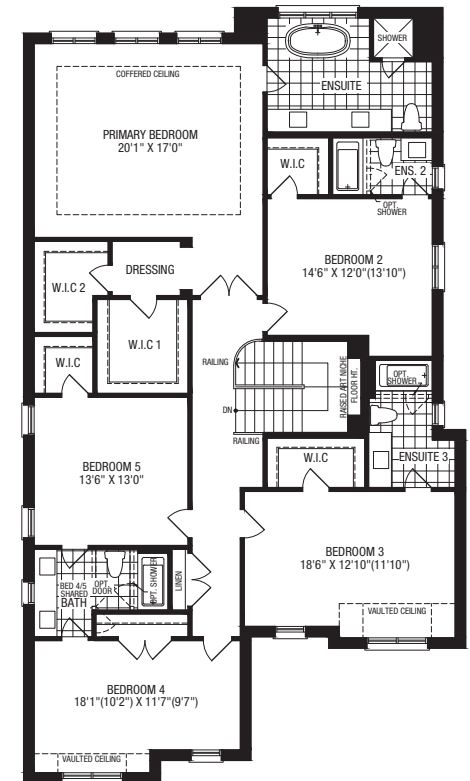 COFFERED CEILING
SHOWER
ENSUITE
PRIMARY BEDROOM
20'1" X 17'0"
W.I.C
ENS. 2
OPT.
SHOWER
BEDROOM 2
14'6" X 12'0"(13'10")
DRESSING
W.I.C 2
W.I.C 1
W.I.C
RAILING
DN
RAILING
RAISED ART NICHE
FLOOR HT.
OPT.
SHOWER
ENSUITE 3
W.I.C
BEDROOM 5
13'6" X 13'0"
BEDROOM 3
18'6" X 12'10"(11'10")
VAULTED CEILING
BED 4/5
SHARED
BATH
OPT.
DOOR
OPT. SHOWER
LINEN
BEDROOM 4
18'1"(10'2") X 11'7"(9'7")
VAULTED CEILING